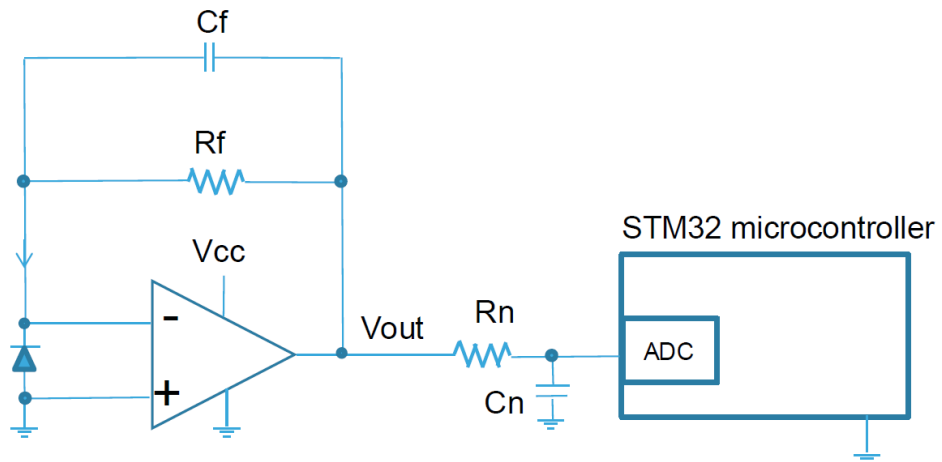 Cf
Rf
STM32 microcontroller
Vcc
-
Vout
Rn
ADC
+
Cn